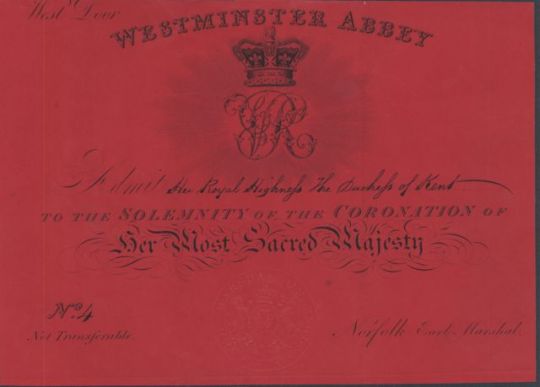 West Door
WESTMINSTER ABBEY
VR
Admit Her Royal Highness The Duchess of Kent
TO THE SOLEMNITY OF THE CORONATION OF
Her Most Sacred Majesty
No. 4
Not Transferable.
Norfolk Earl Marshal.